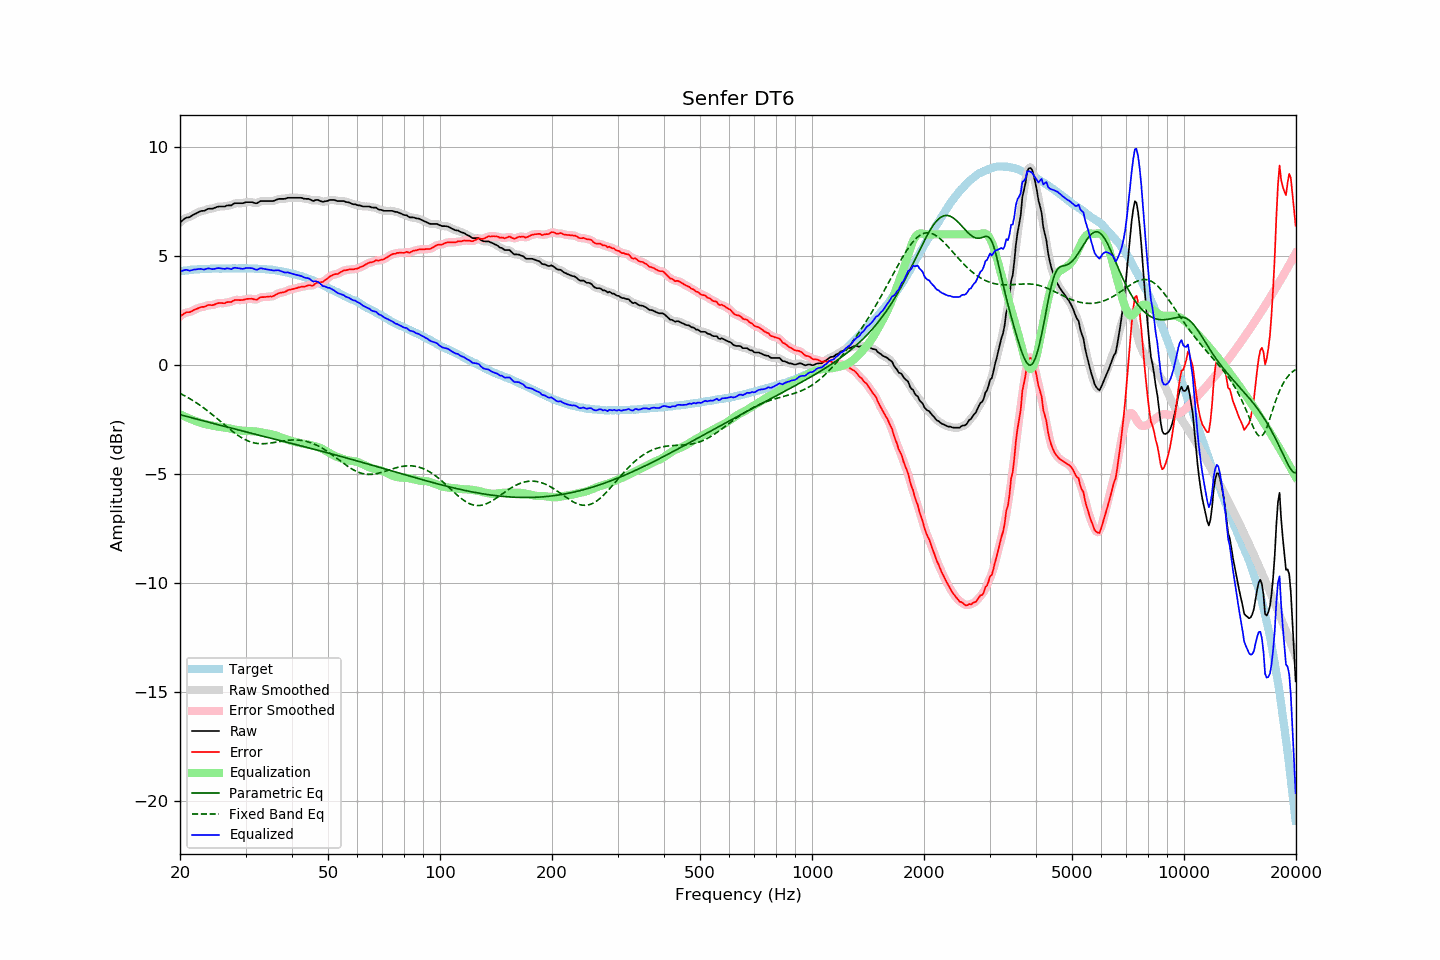 Senfer DT6
10
5
0
−5
−10
−15
−20
Amplitude (dBr)
Target
Raw Smoothed
Error Smoothed
Raw
Error
Equalization
Parametric Eq
Fixed Band Eq
Equalized
20 50 100 200 500 1000 2000 5000 10000 20000
Frequency (Hz)